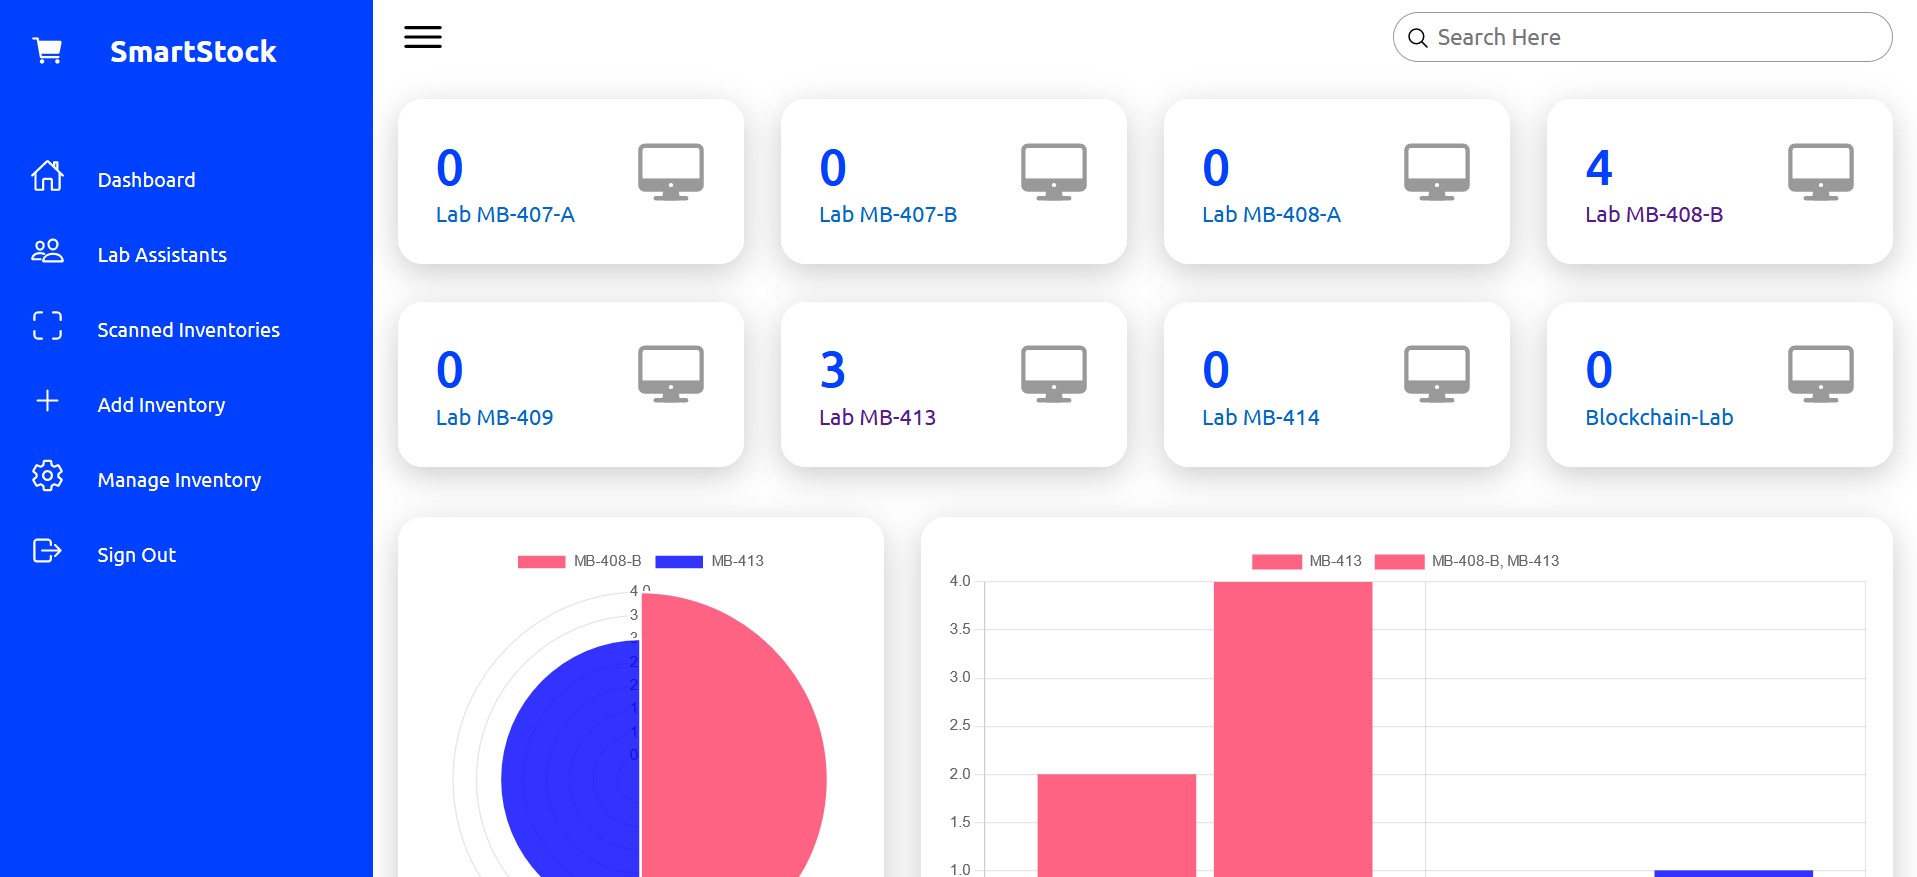 SmartStock
Dashboard
Lab Assistants
Scanned Inventories
Add Inventory
Manage Inventory
Sign Out
Search Here
0
Lab MB-407-A
0
Lab MB-407-B
0
Lab MB-408-A
4
Lab MB-408-B
0
Lab MB-409
3
Lab MB-413
0
Lab MB-414
0
Blockchain-Lab
MB-408-B MB-413
4.0
3
3
2
2
1
1
0
MB-413 MB-408-B, MB-413
4.0
3.5
3.0
2.5
2.0
1.5
1.0